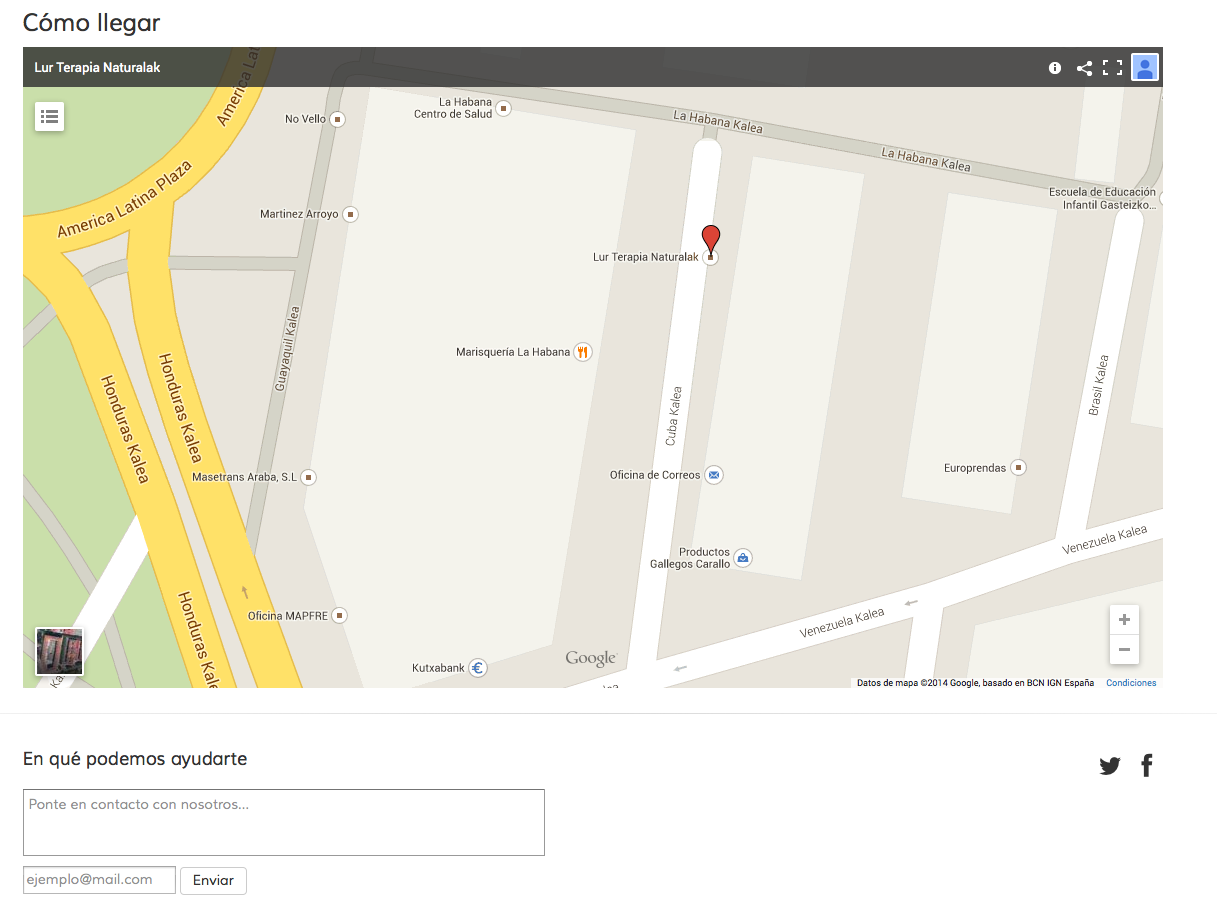 Cómo llegar
Lur Terapia Naturalak
America Lat
La Habana
Centro de Salud
No Vello
La Habana Kalea
La Habana Kalea
America Latina Plaza
Escuela de Educación
Infantil Gasteizko...
Martinez Arroyo
Lur Terapia Naturalak
Guayaquil Kalea
Marisquería La Habana
Honduras Kalea
Honduras Kalea
Cuba Kalea
Brasil Kalea
Masetrans Araba, S.L
Oficina de Correos
Europrendas
Productos
Gallegos Carallo
Venezuela Kalea
Venezuela Kalea
Honduras Kalea
Oficina MAPFRE
Kutxabank
Google
Datos de mapa ©2014 Google, basado en BCN IGN España Condiciones
En qué podemos ayudarte
Ponte en contacto con nosotros...
ejemplo@mail.com Enviar